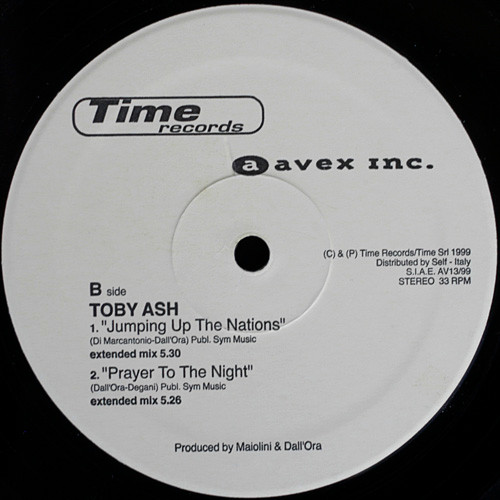 Time
records
a avex inc.
(C) & (P) Time Records/Time Srl 1999
Distributed by Self - Italy
S.I.A.E. AV13/99
STEREO 33 RPM
B side
TOBY ASH
1. "Jumping Up The Nations"
(Di Marcantonio-Dall'Ora) Publ. Sym Music
extended mix 5.30
2. "Prayer To The Night"
(Dall'Ora-Degani) Publ. Sym Music
extended mix 5.26
Produced by Maiolini & Dall'Ora